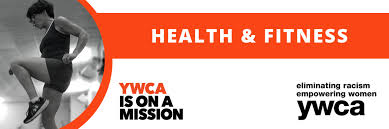 HEALTH & FITNESS
YWCA
IS ON A
MISSION
eliminating racism
empowering women
ywca